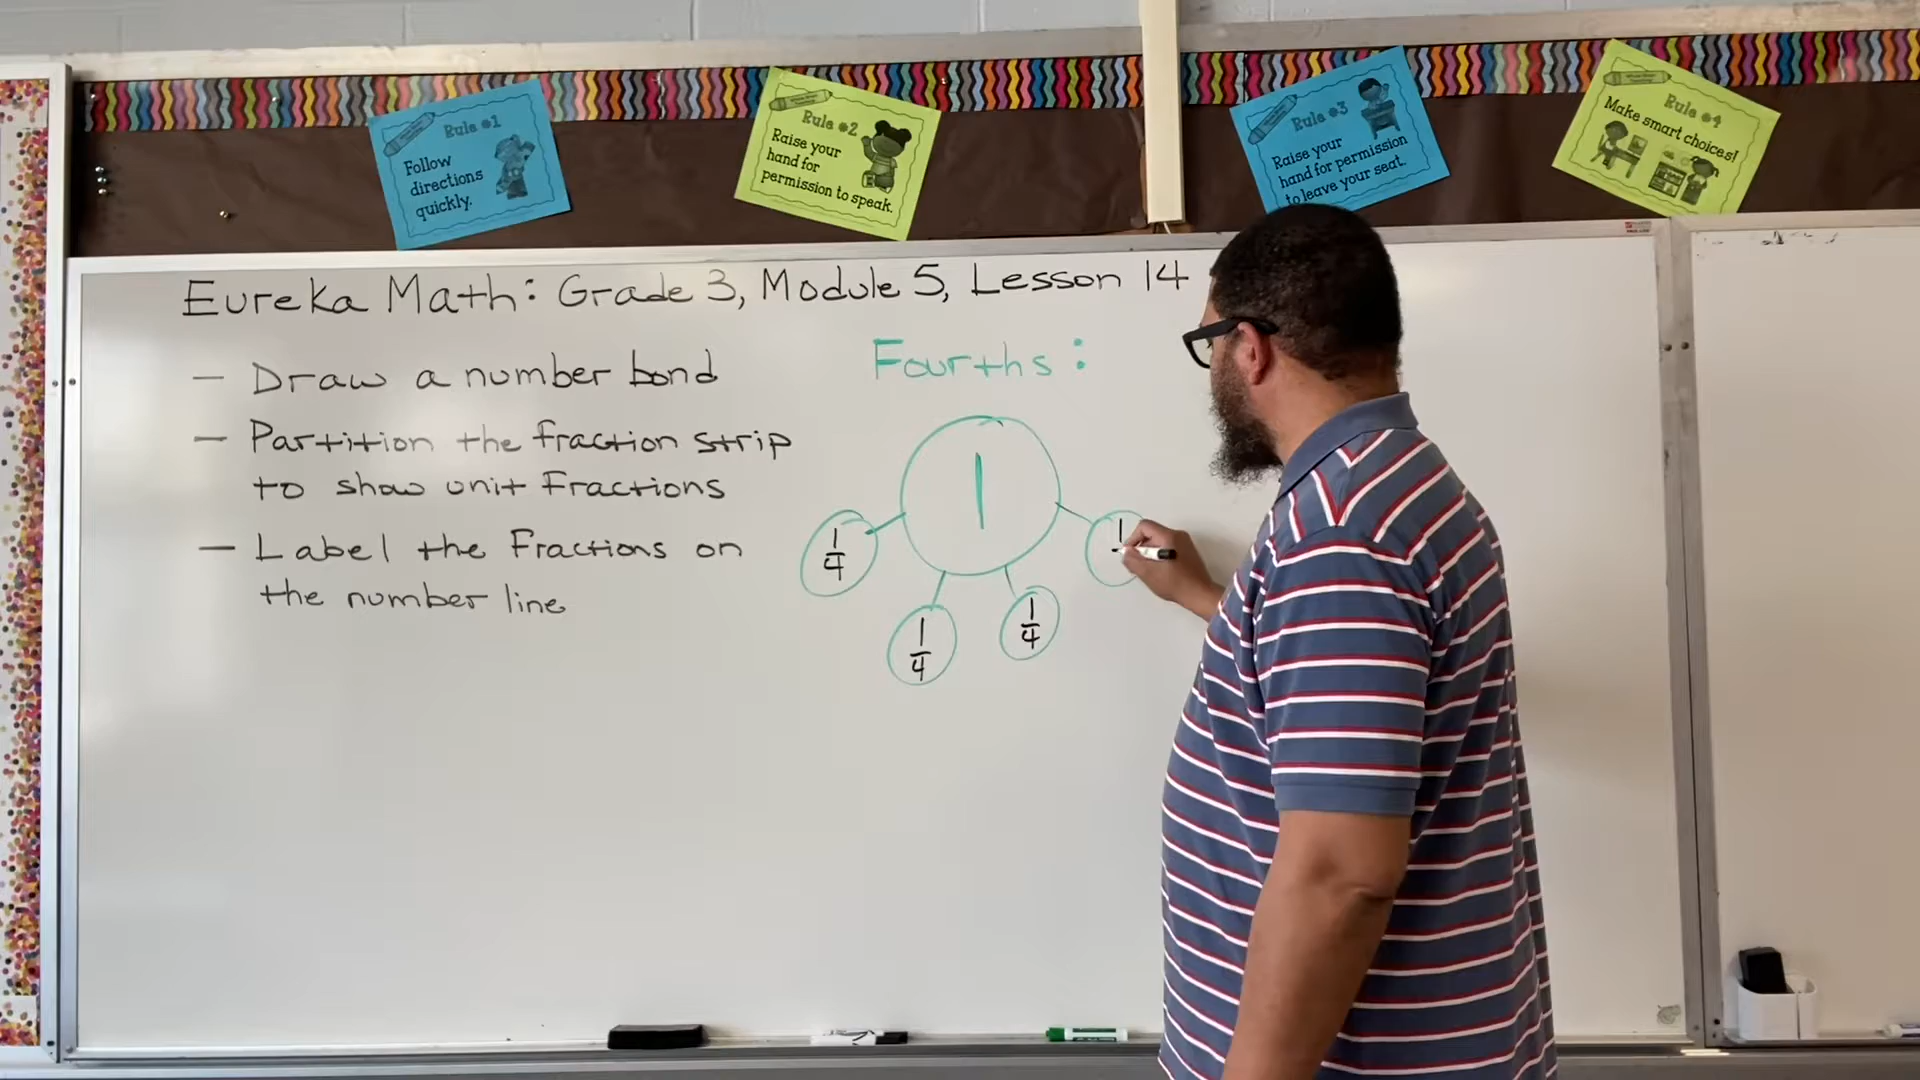 Rule #1
Follow
directions
quickly.
Rule #2
Raise your
hand for
permission to speak.
Rule #3
Raise your
hand for permission
to leave your seat.
Rule #4
Make smart choices!
Eureka Math: Grade 3, Module 5, Lesson 14
- Draw a number bond
- Partition the fraction strip
to show unit Fractions
- Label the Fractions on
the number line
Fourths:
1
1/4
1/4
1/4
1